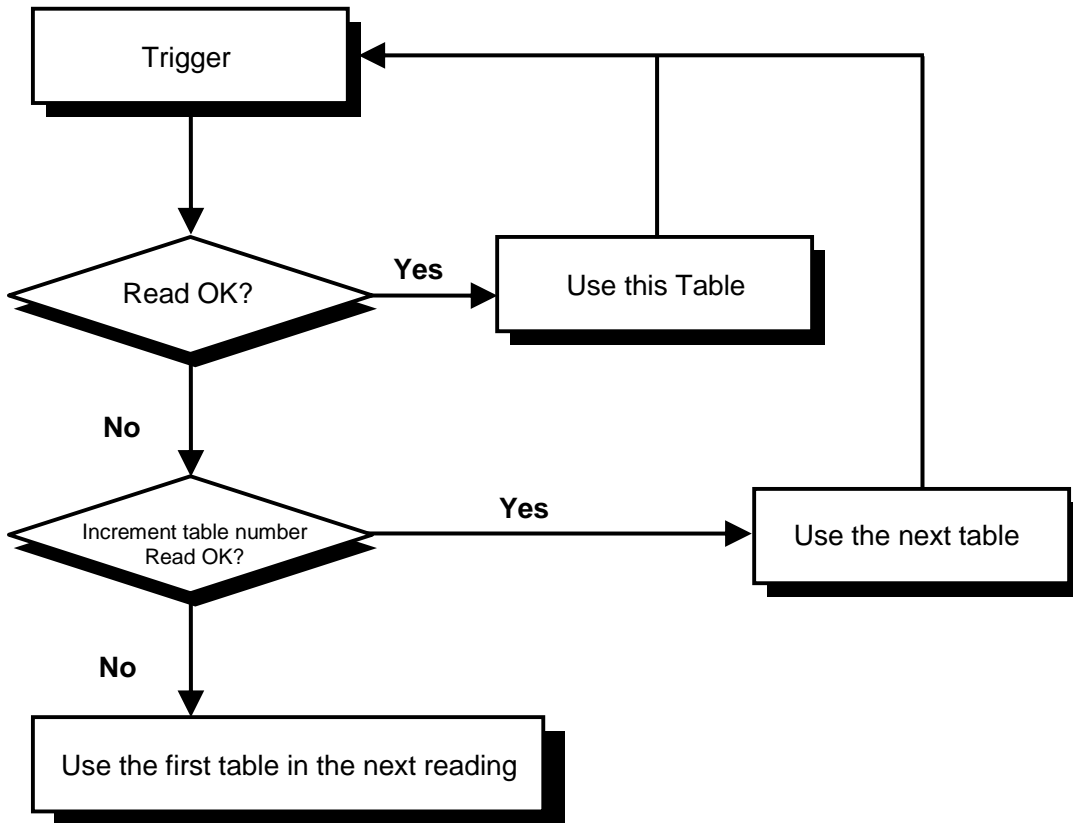 Trigger
Read OK?
Yes
Use this Table
No
Increment table number
Read OK?
Yes
Use the next table
No
Use the first table in the next reading